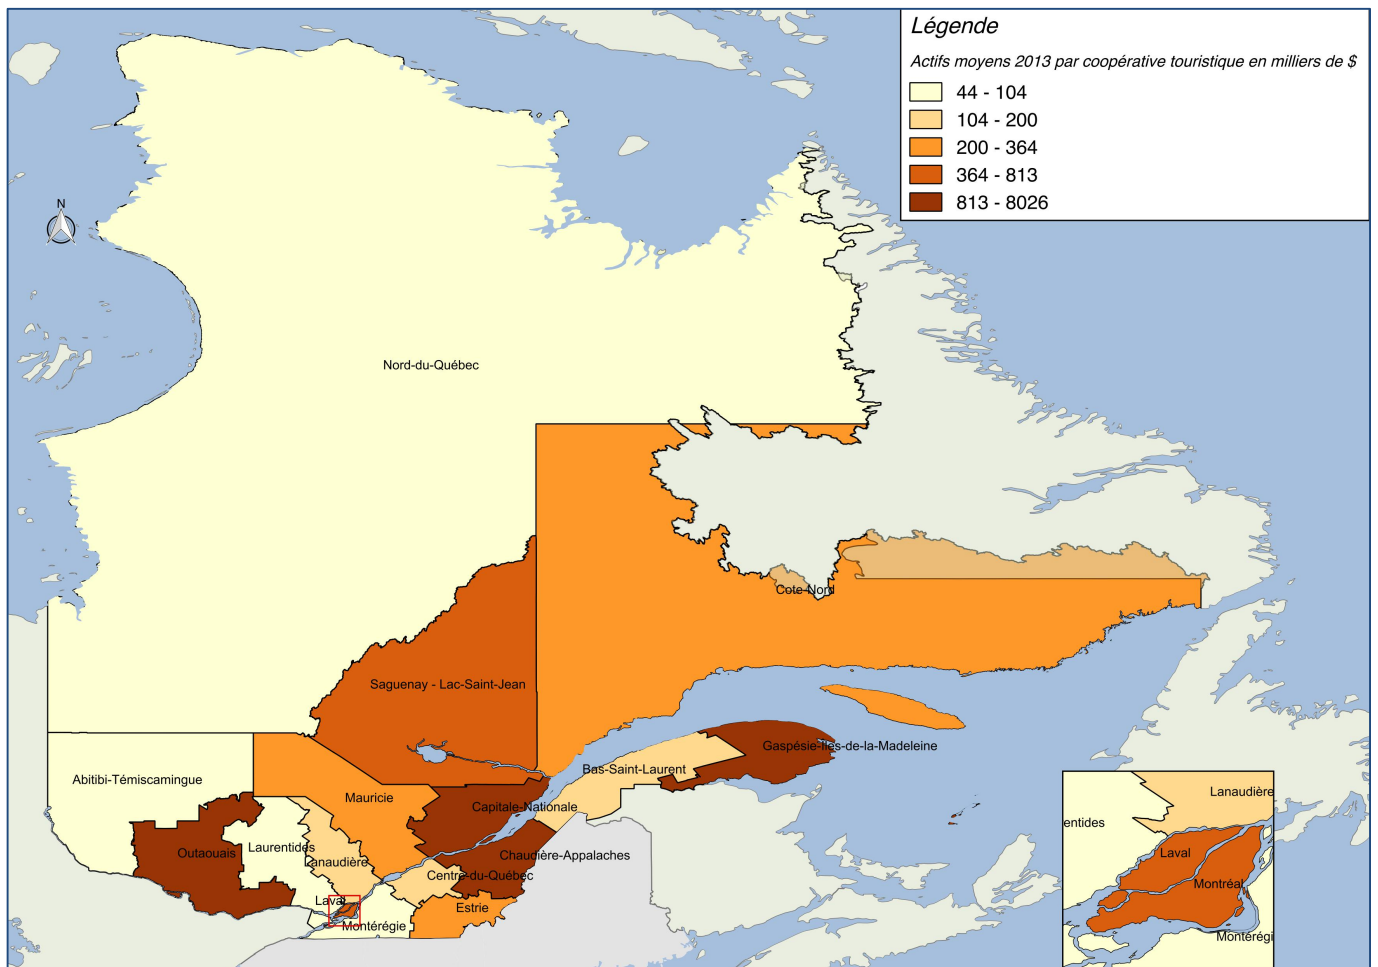 Légende
Actifs moyens 2013 par coopérative touristique en milliers de $
44 - 104
104 - 200
200 - 364
364 - 813
813 - 8026
N
Nord-du-Québec
Cote-Nord
Saguenay - Lac-Saint-Jean
Gaspésie-Iles-de-la-Madeleine
Bas-Saint-Laurent
Abitibi-Témiscamingue
Mauricie
Capitale-Nationale
Outaouais
Laurentides
Lanaudière
Chaudière-Appalaches
Centre-du-Québec
Laval
Estrie
Montérégie
Lanaudière
entides
Laval
Montréal
Montérégi